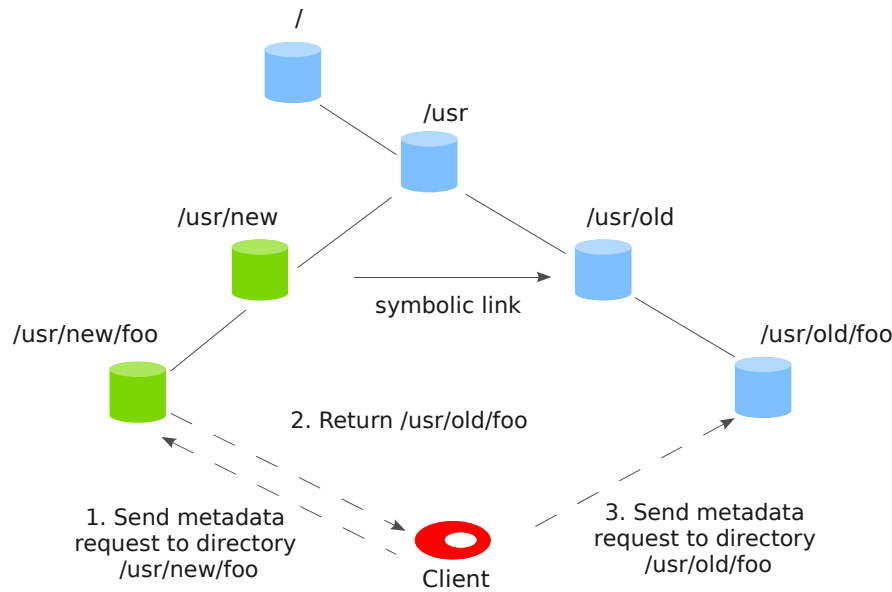 /
/usr
/usr/new
/usr/old
symbolic link
/usr/new/foo
/usr/old/foo
2. Return /usr/old/foo
1. Send metadata
request to directory
/usr/new/foo
3. Send metadata
request to directory
/usr/old/foo
Client